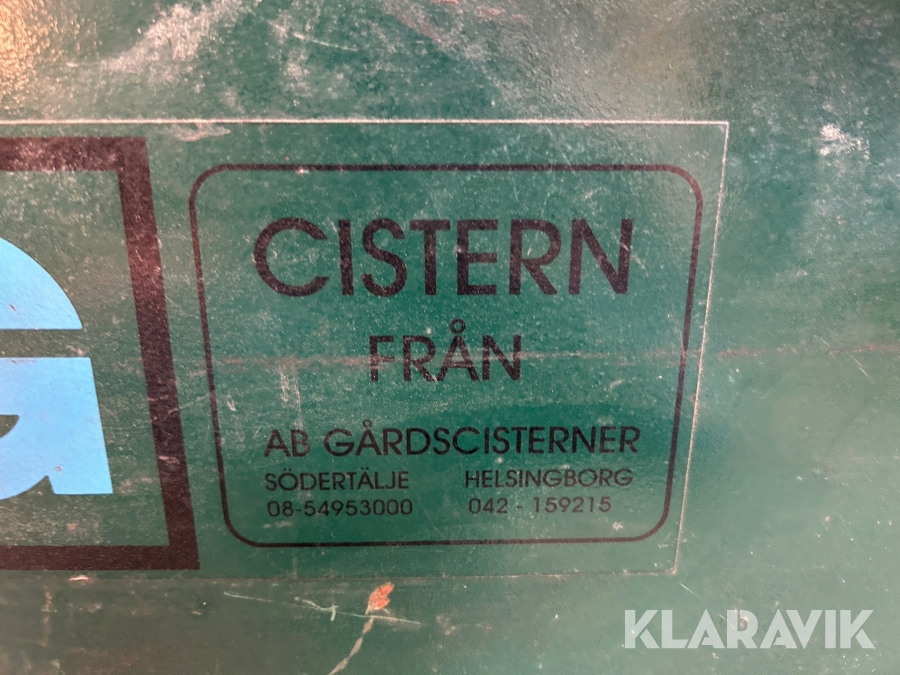 CISTERN
FRÅN
AB GÅRDSCISTERNER
SÖDERTÄLJE HELSINGBORG
08-54953000 042 - 159215
G
KLARAVIK